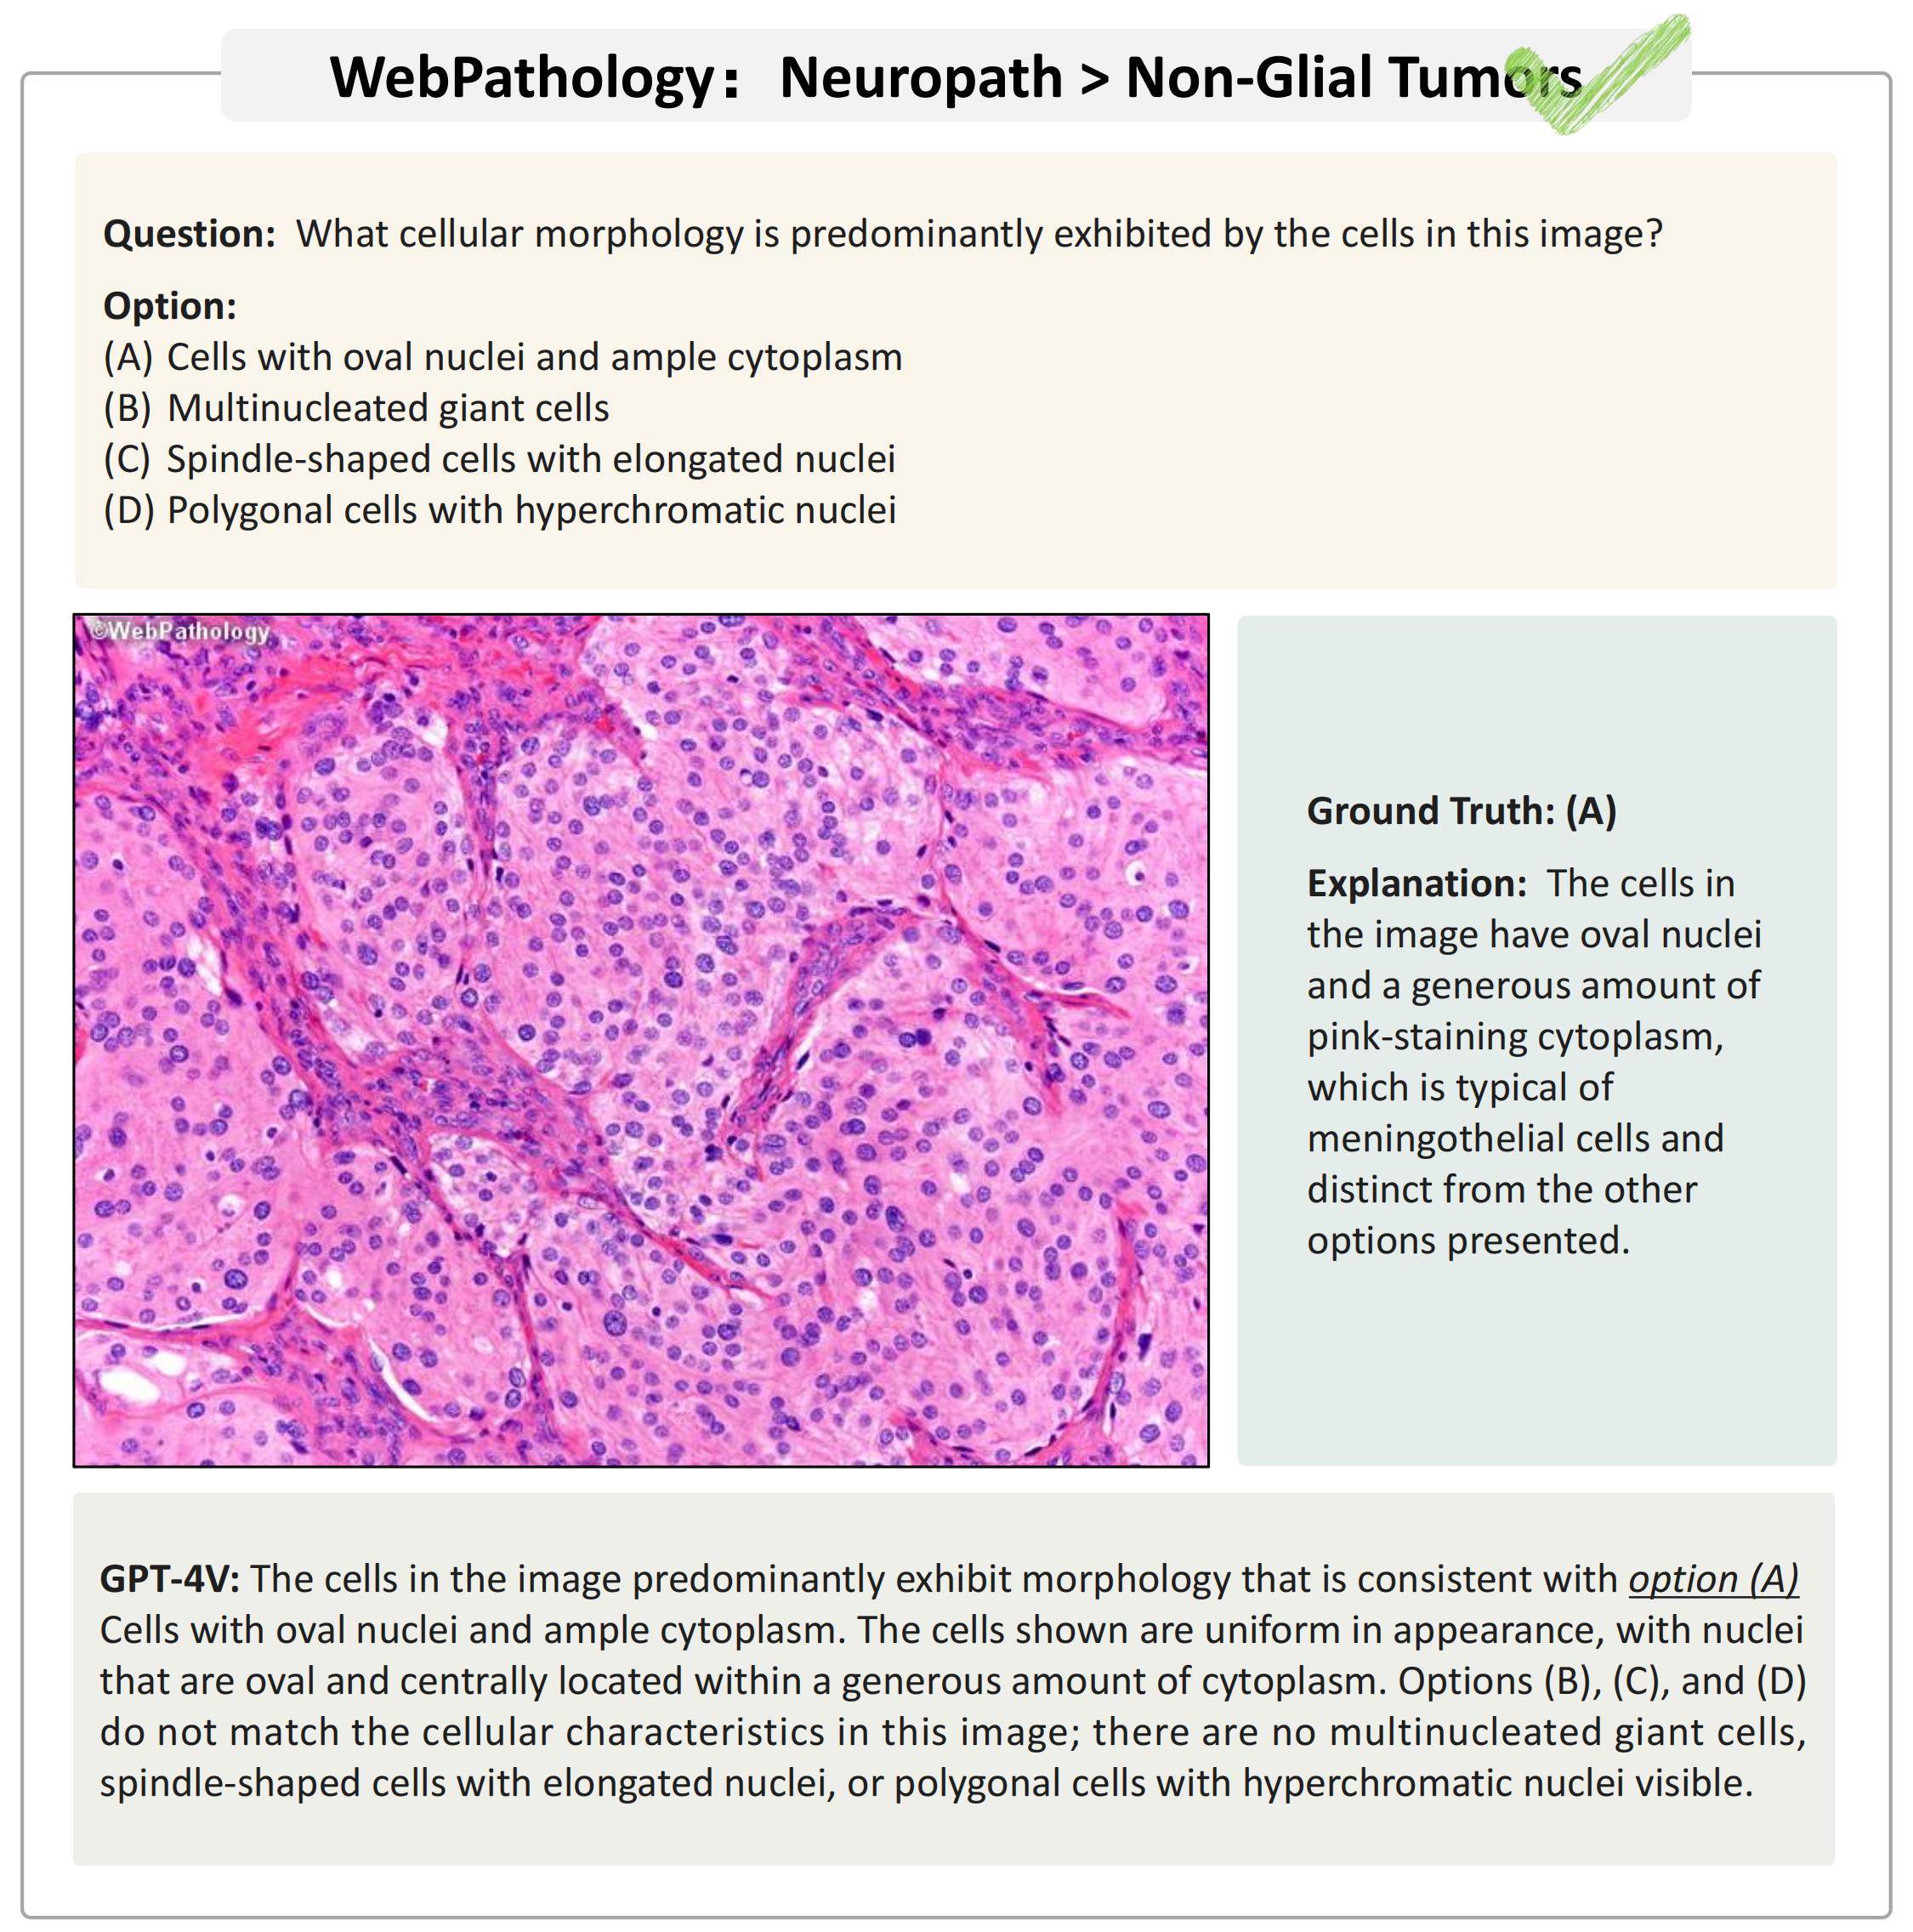 WebPathology： Neuropath > Non-Glial Tumors
Question: What cellular morphology is predominantly exhibited by the cells in this image?
Option:
(A) Cells with oval nuclei and ample cytoplasm
(B) Multinucleated giant cells
(C) Spindle-shaped cells with elongated nuclei
(D) Polygonal cells with hyperchromatic nuclei
©WebPathology
Ground Truth: (A)
Explanation: The cells in
the image have oval nuclei
and a generous amount of
pink-staining cytoplasm,
which is typical of
meningothelial cells and
distinct from the other
options presented.
GPT-4V: The cells in the image predominantly exhibit morphology that is consistent with option (A)
Cells with oval nuclei and ample cytoplasm. The cells shown are uniform in appearance, with nuclei
that are oval and centrally located within a generous amount of cytoplasm. Options (B), (C), and (D)
do not match the cellular characteristics in this image; there are no multinucleated giant cells,
spindle-shaped cells with elongated nuclei, or polygonal cells with hyperchromatic nuclei visible.